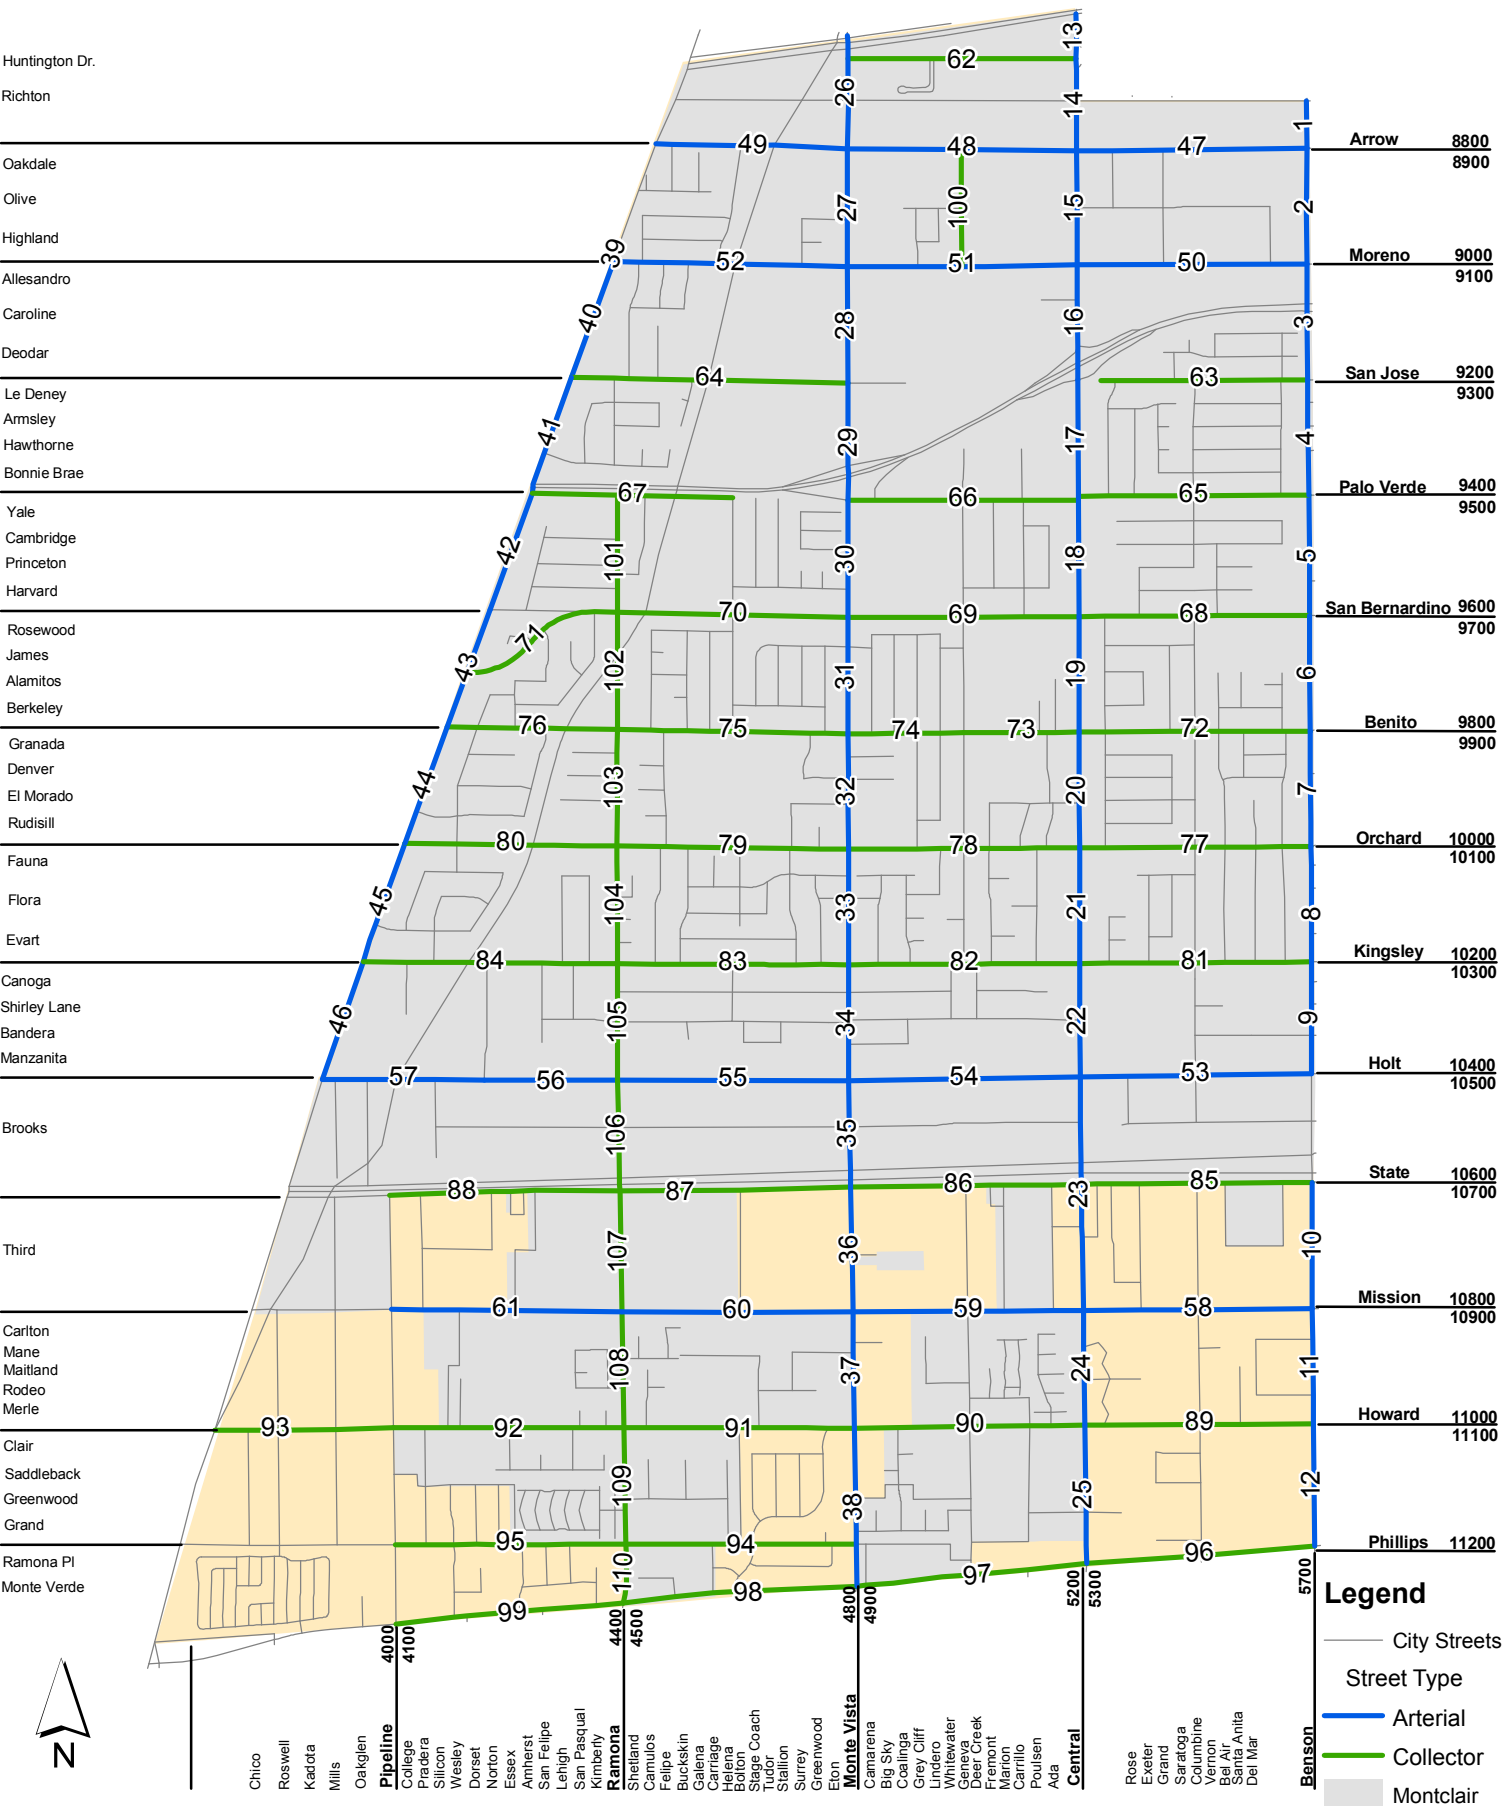 Huntington Dr.
Richton
Oakdale
Olive
Highland
Allesandro
Caroline
Deodar
Le Deney
Armsley
Hawthorne
Bonnie Brae
Yale
Cambridge
Princeton
Harvard
Rosewood
James
Alamitos
Berkeley
Granada
Denver
El Morado
Rudisill
Fauna
Flora
Evart
Canoga
Shirley Lane
Bandera
Manzanita
Brooks
Third
Carlton
Mane
Maitland
Rodeo
Merle
Clair
Saddleback
Greenwood
Grand
Ramona Pl
Monte Verde
13
62
26
14
1
49
48
47
27
100
15
2
39
52
51
50
40
28
16
3
64
63
41
29
17
4
67
66
65
42
101
30
18
5
70
69
68
71
43
102
31
19
6
76
75
74
73
72
44
103
32
20
7
80
79
78
77
45
104
33
21
8
84
83
82
81
46
105
34
22
9
57
56
55
54
53
106
35
88
87
86
23
85
107
36
10
61
60
59
58
108
37
24
11
93
92
91
90
89
109
38
25
12
95
94
110
99
98
97
96
Arrow 8800
8900
Moreno 9000
9100
San Jose 9200
9300
Palo Verde 9400
9500
San Bernardino 9600
9700
Benito 9800
9900
Orchard 10000
10100
Kingsley 10200
10300
Holt 10400
10500
State 10600
10700
Mission 10800
10900
Howard 11000
11100
Phillips 11200
4000
4100
4400
4500
4800
4900
5200
5300
5700
Chico
Roswell
Kadota
Mills
Oakglen
Pipeline
College
Pradera
Silicon
Wesley
Dorset
Norton
Essex
Amherst
San Felipe
Lehigh
San Pasqual
Kimberly
Ramona
Shetland
Camulos
Felipe
Buckskin
Galena
Carriage
Helena
Bolton
Stage Coach
Tudor
Stallion
Surrey
Greenwood
Eton
Monte Vista
Camarena
Big Sky
Coalinga
Grey Cliff
Lindero
Whitewater
Geneva
Deer Creek
Fremont
Marion
Carrillo
Poulsen
Ada
Central
Rose
Exeter
Grand
Saratoga
Columbine
Vernon
Bel Air
Santa Anita
Del Mar
Benson
N
Legend
City Streets
Street Type
Arterial
Collector
Montclair